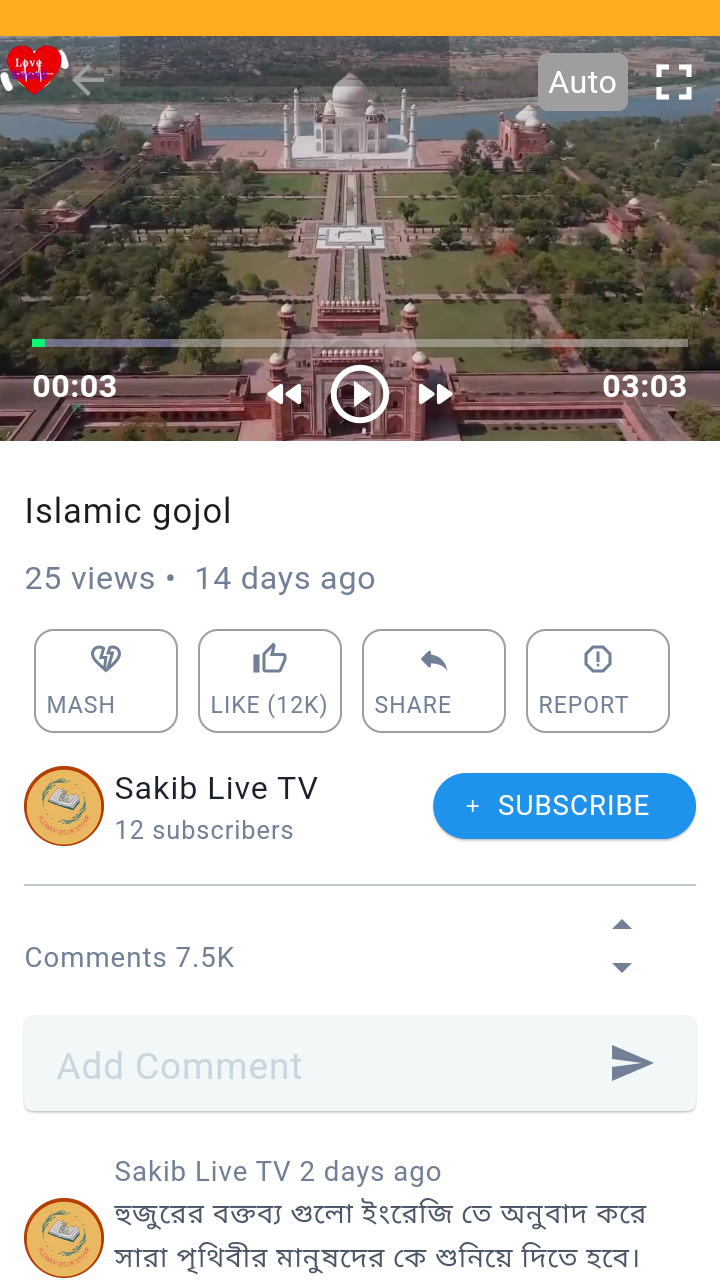 Love
Auto
00:03
03:03
Islamic gojol
25 views • 14 days ago
MASH
LIKE (12K)
SHARE
REPORT
Sakib Live TV
12 subscribers
+ SUBSCRIBE
Comments 7.5K
Add Comment
Sakib Live TV 2 days ago
হুজুরের বক্তব্য গুলো ইংরেজি তে অনুবাদ করে
সারা পৃথিবীর মানুষদের কে শুনিয়ে দিতে হবে।